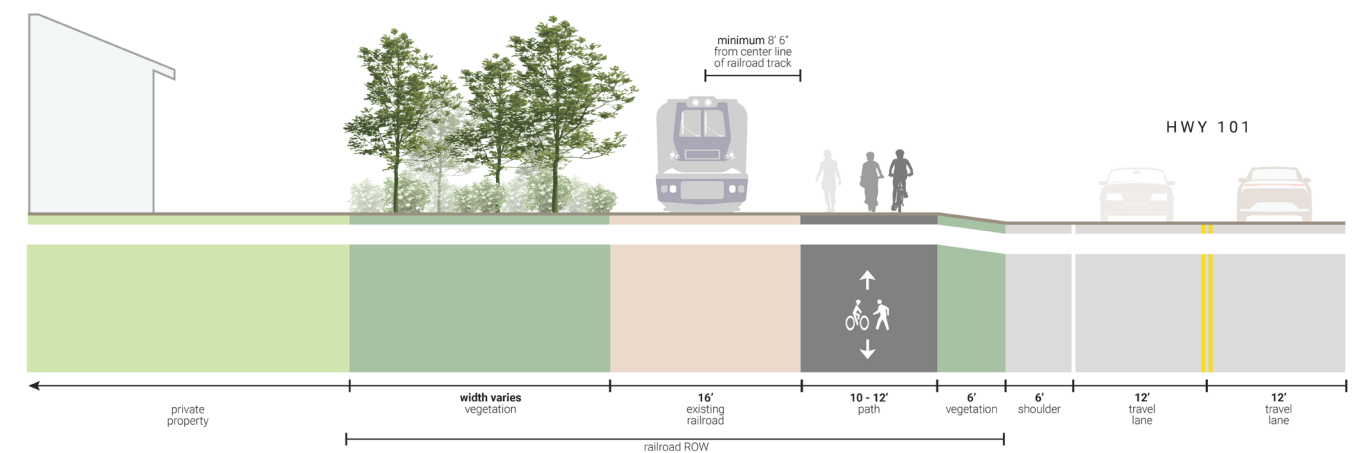 minimum 8' 6"
from center line
of railroad track
HWY 101
private
property
width varies
vegetation
16'
existing
railroad
10 - 12'
path
6'
vegetation
6'
shoulder
12'
travel
lane
12'
travel
lane
railroad ROW